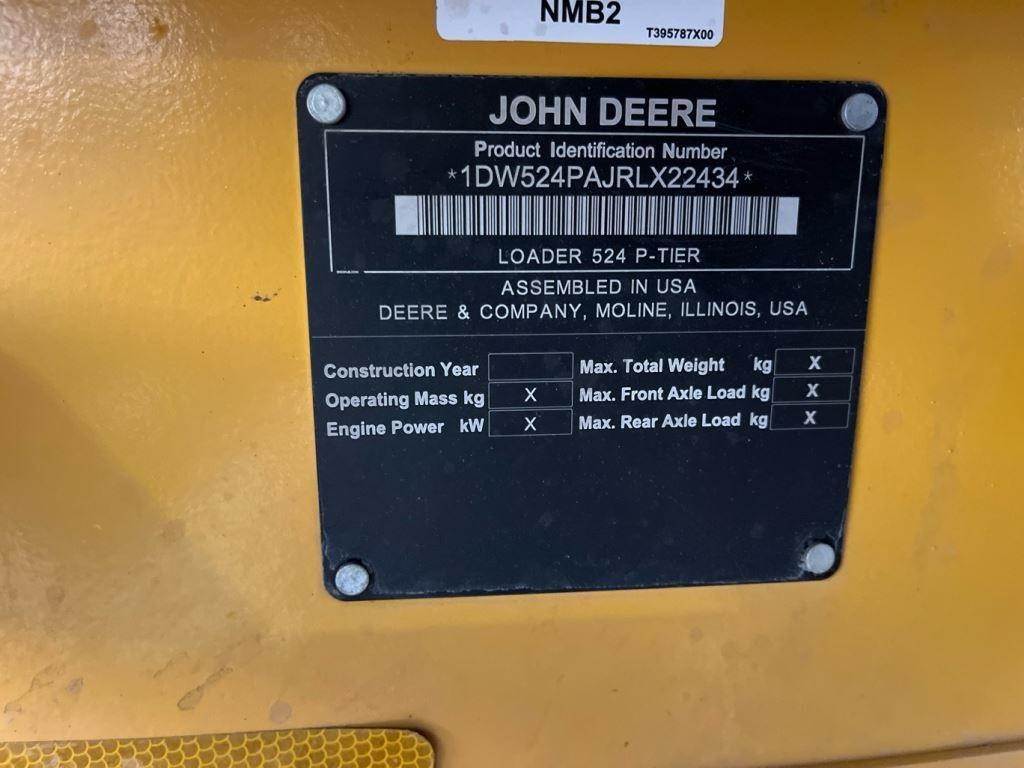 NMB2
T395787X00
JOHN DEERE
Product Identification Number
*1DW524PAJRLX22434*
LOADER 524 P-TIER
ASSEMBLED IN USA
DEERE & COMPANY, MOLINE, ILLINOIS, USA
Construction Year Max. Total Weight kg X
Operating Mass kg X Max. Front Axle Load kg X
Engine Power kW X Max. Rear Axle Load kg X